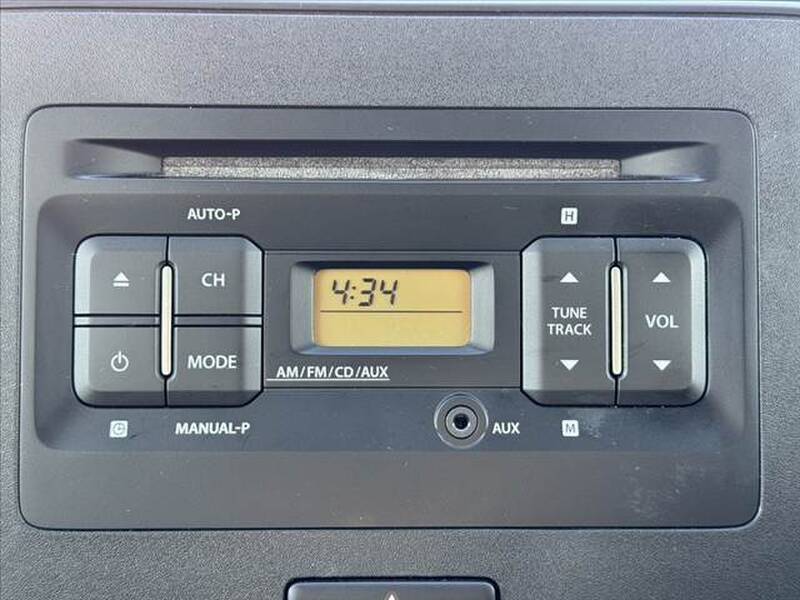 AUTO-P
H
CH
4:34
TUNE
TRACK
VOL
MODE
AM/FM/CD/AUX
MANUAL-P
AUX
M